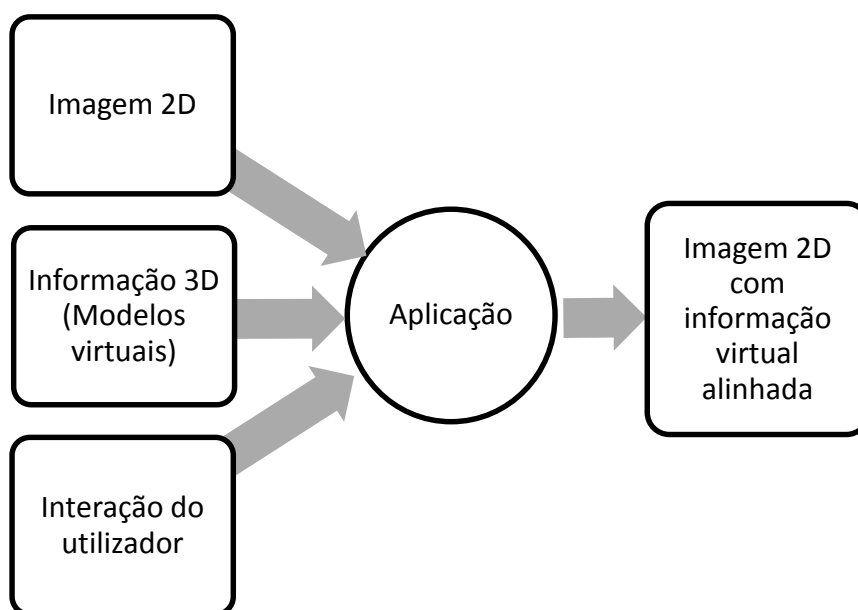 Imagem 2D
Informação 3D
(Modelos
virtuais)
Interação do
utilizador
Aplicação
Imagem 2D
com
informação
virtual
alinhada